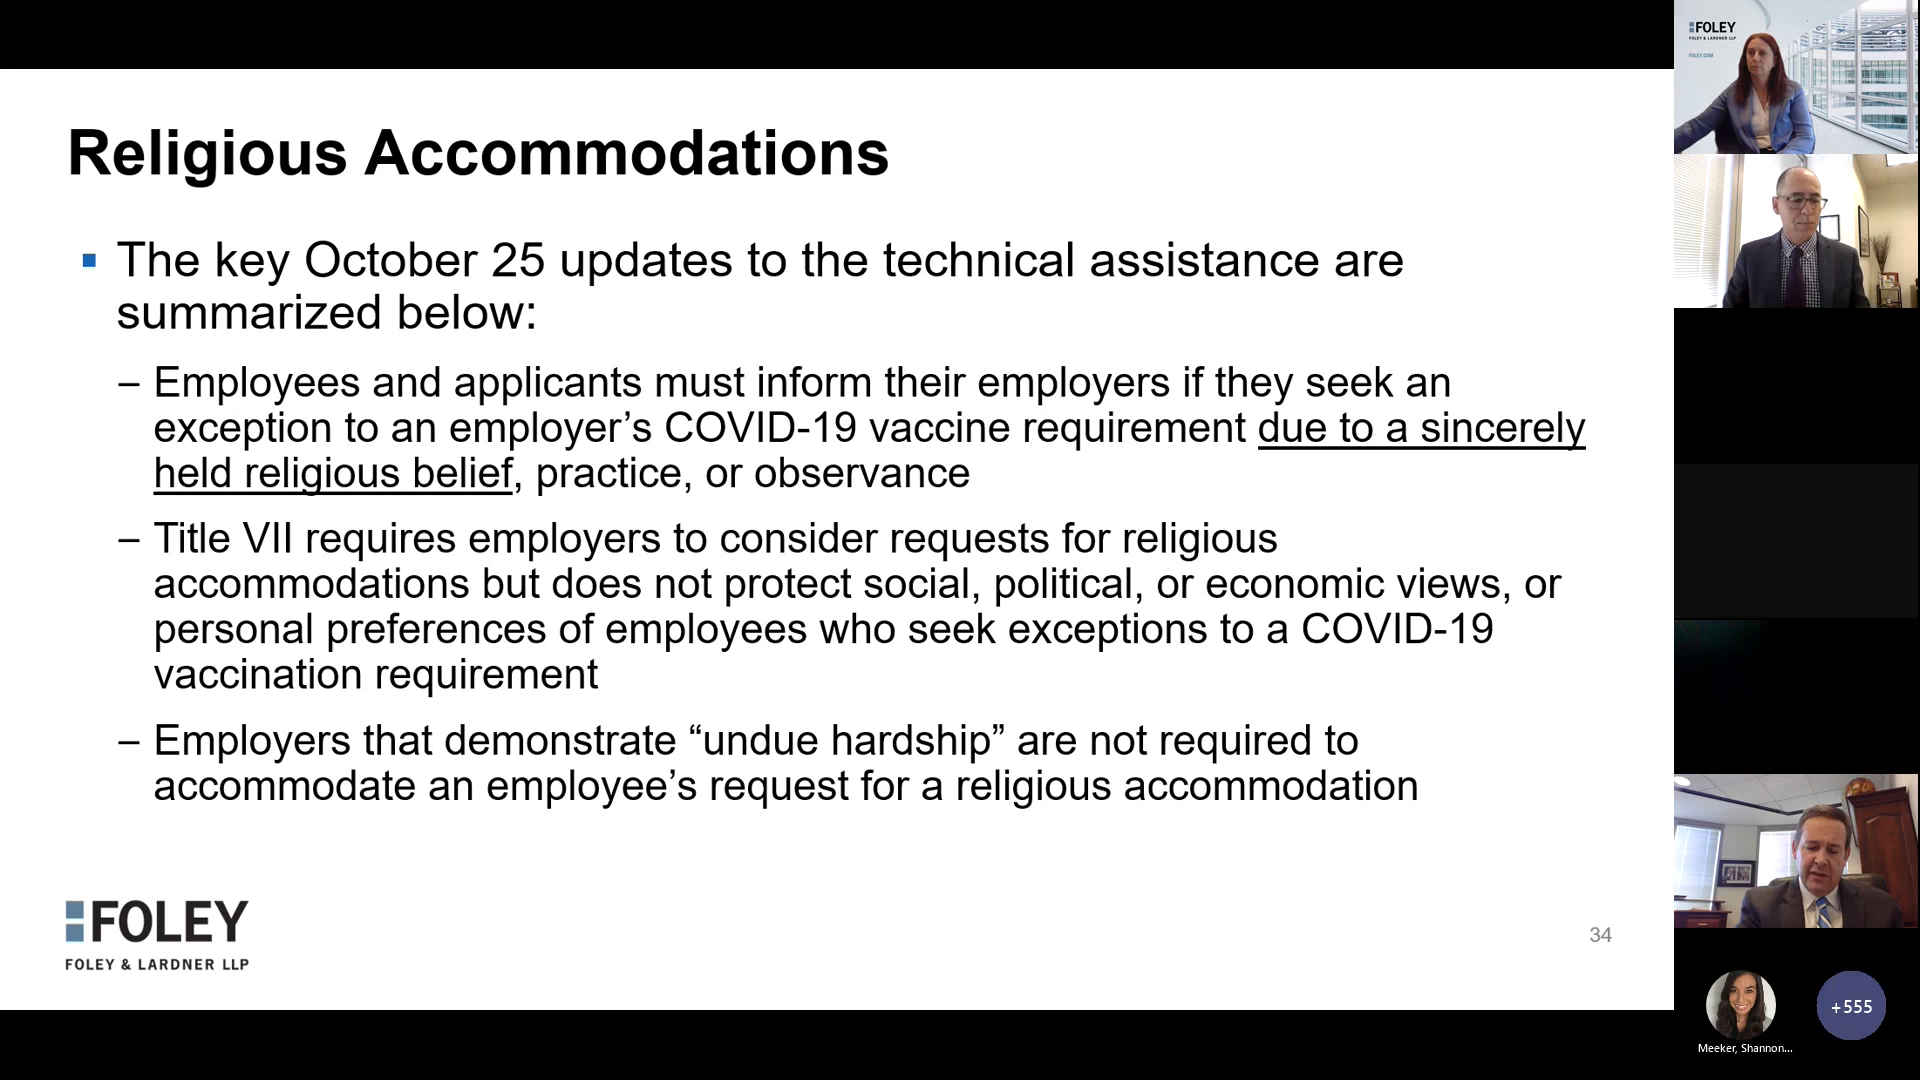 Religious Accommodations
▪ The key October 25 updates to the technical assistance are
summarized below:
– Employees and applicants must inform their employers if they seek an
exception to an employer’s COVID-19 vaccine requirement due to a sincerely
held religious belief, practice, or observance
– Title VII requires employers to consider requests for religious
accommodations but does not protect social, political, or economic views, or
personal preferences of employees who seek exceptions to a COVID-19
vaccination requirement
– Employers that demonstrate “undue hardship” are not required to
accommodate an employee’s request for a religious accommodation
FOLEY
FOLEY & LARDNER LLP
34
FOLEY
FOLEY & LARDNER LLP
FOLEY.COM
+555
Meeker, Shannon...